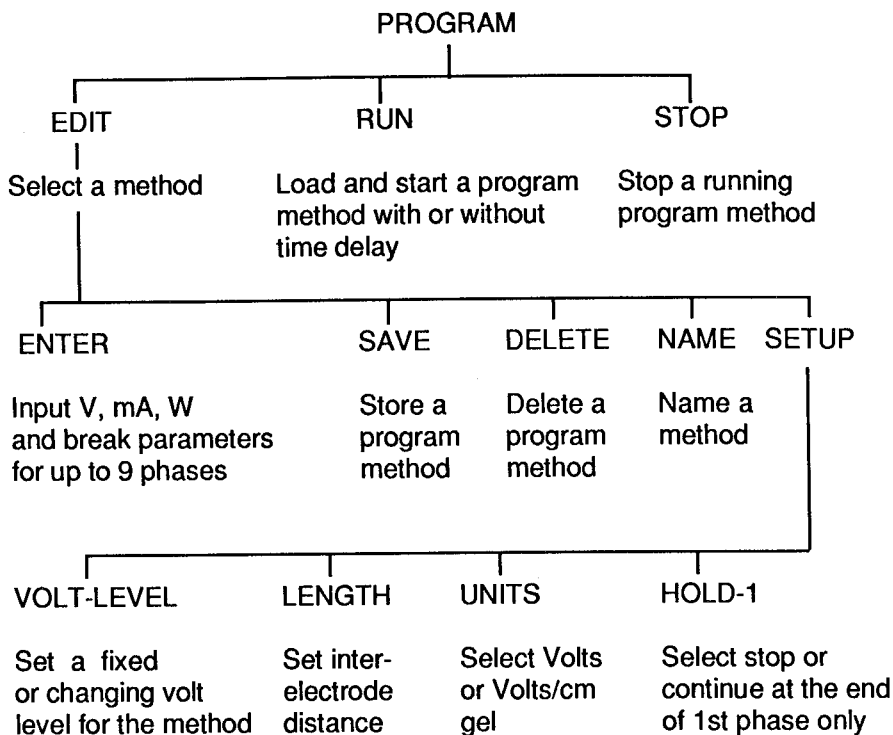 PROGRAM
EDIT RUN STOP
Select a method
Load and start a program
method with or without
time delay
Stop a running
program method
ENTER SAVE DELETE NAME SETUP
Input V, mA, W
and break parameters
for up to 9 phases
Store a
program
method
Delete a
program
method
Name a
method
VOLT-LEVEL LENGTH UNITS HOLD-1
Set a fixed
or changing volt
level for the method
Set inter-
electrode
distance
Select Volts
or Volts/cm
gel
Select stop or
continue at the end
of 1st phase only